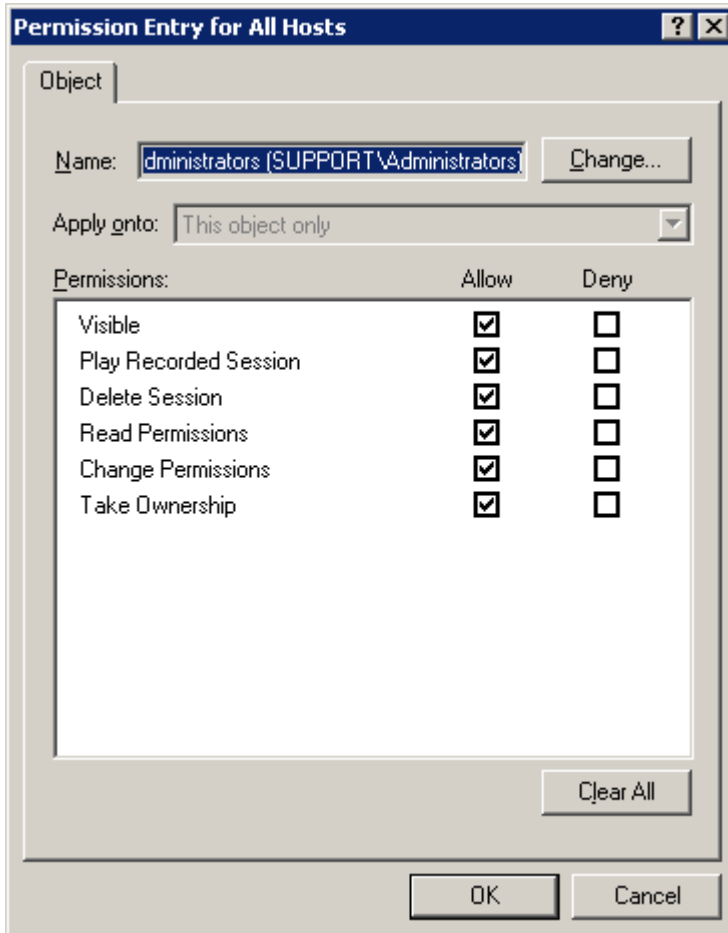 Permission Entry for All Hosts
Object
Name: dministrators (SUPPORT\Administrators) Change...
Apply onto: This object only
Permissions: Allow Deny
Visible
Play Recorded Session
Delete Session
Read Permissions
Change Permissions
Take Ownership
Clear All
OK Cancel